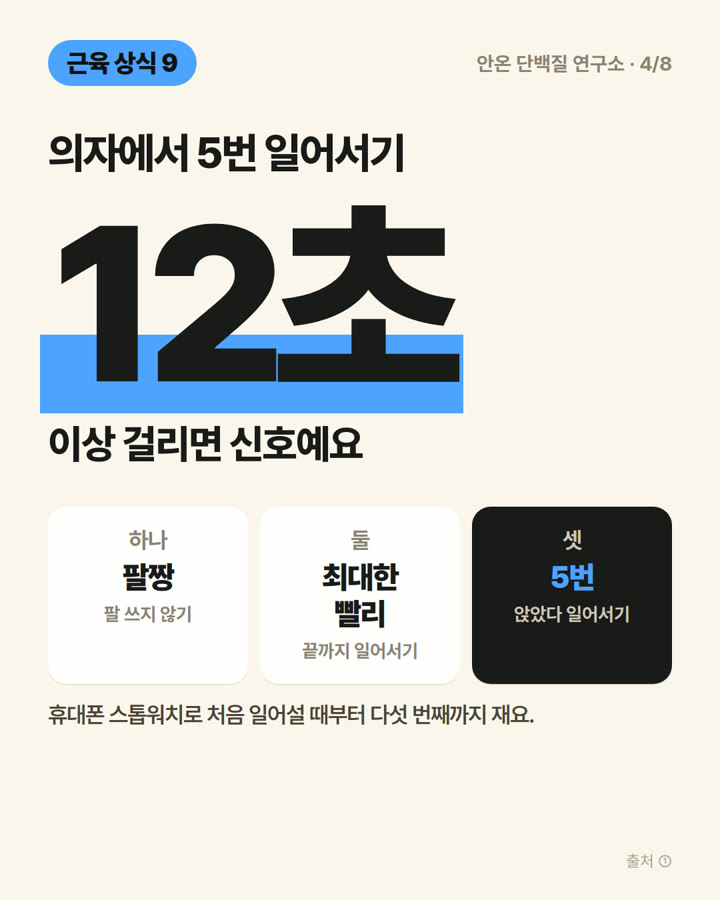 근육 상식 9
안온 단백질 연구소 · 4/8
의자에서 5번 일어서기
12초
이상 걸리면 신호예요
하나
팔짱
팔 쓰지 않기
둘
최대한
빨리
끝까지 일어서기
셋
5번
앉았다 일어서기
휴대폰 스톱워치로 처음 일어설 때부터 다섯 번째까지 재요.
출처 ①